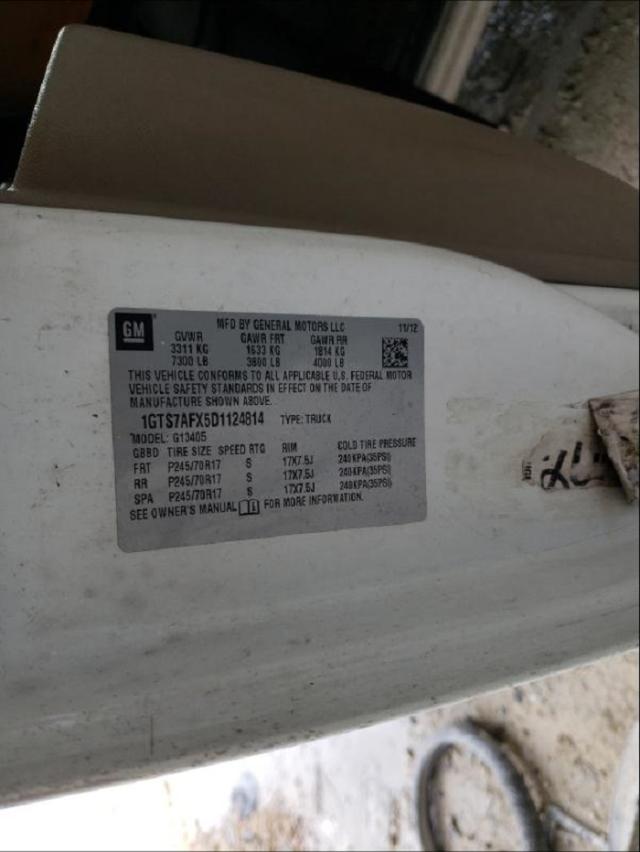 GM
MFD BY GENERAL MOTORS LLC 11/12
GVWR GAWR FRT GAWR RR
3311 KG 1633 KG 1814 KG
7300 LB 3600 LB 4000 LB
THIS VEHICLE CONFORMS TO ALL APPLICABLE U.S. FEDERAL MOTOR
VEHICLE SAFETY STANDARDS IN EFFECT ON THE DATE OF
MANUFACTURE SHOWN ABOVE.
1GTS7AFX5D1124814 TYPE: TRUCK
MODEL: G13405
GBBD TIRE SIZE SPEED RTG RIM COLD TIRE PRESSURE
FRT P245/70R17 S 17X7.5J 240KPA(35PSI)
RR P245/70R17 S 17X7.5J 240KPA(35PSI)
SPA P245/70R17 S 17X7.5J 240KPA(35PSI)
SEE OWNER'S MANUAL FOR MORE INFORMATION.